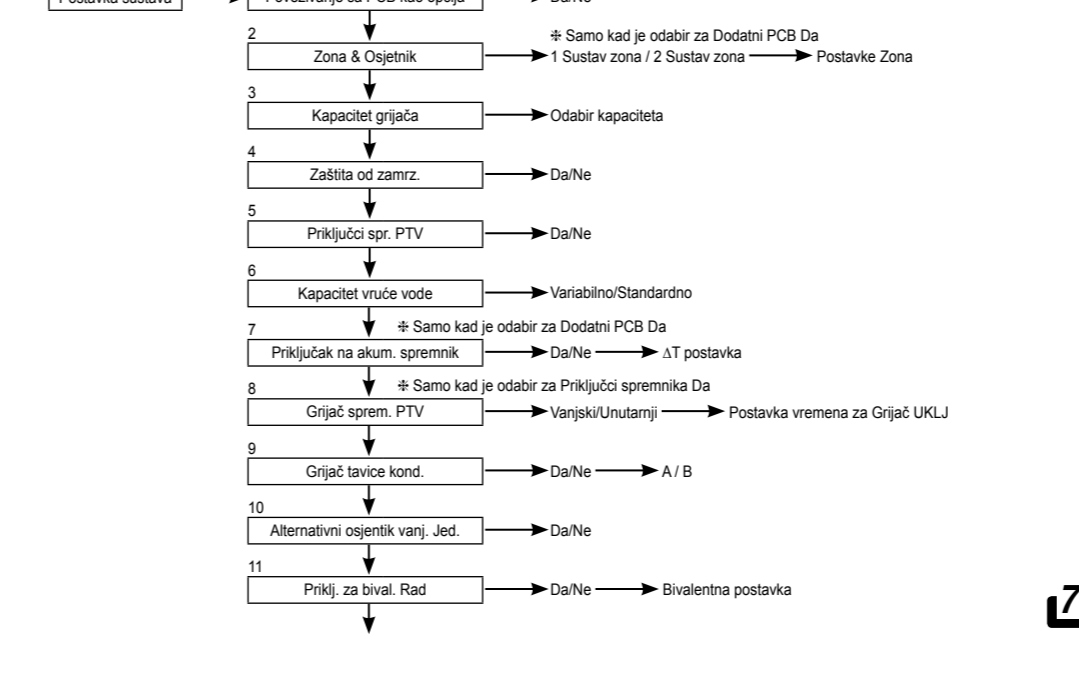 Postavka sustava Povezivanje sa PCB kao opcija Da/Ne
❉ Samo kad je odabir za Dodatni PCB Da
2
Zona & Osjetnik 1 Sustav zona / 2 Sustav zona Postavke Zona
3
Kapacitet grijača Odabir kapaciteta
4
Zaštita od zamrz. Da/Ne
5
Priključci spr. PTV Da/Ne
6
Kapacitet vruće vode Variabilno/Standardno
7 ❉ Samo kad je odabir za Dodatni PCB Da
Priključak na akum. spremnik Da/Ne ΔT postavka
8 ❉ Samo kad je odabir za Priključci spremnika Da
Grijač sprem. PTV Vanjski/Unutarnji Postavka vremena za Grijač UKLJ
9
Grijač tavice kond. Da/Ne A / B
10
Alternativni osjentik vanj. Jed. Da/Ne
11
Priklj. za bival. Rad Da/Ne Bivalentna postavka
7